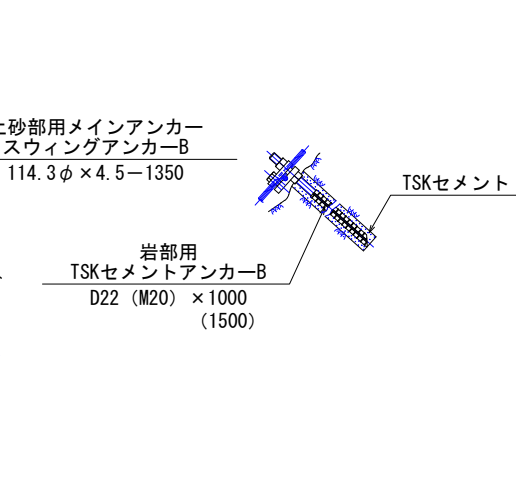 土砂部用メインアンカー
スウィングアンカーB
114.3φ×4.5−1350
TSKセメント
岩部用
TSKセメントアンカーB
D22（M20）×1000
（1500）